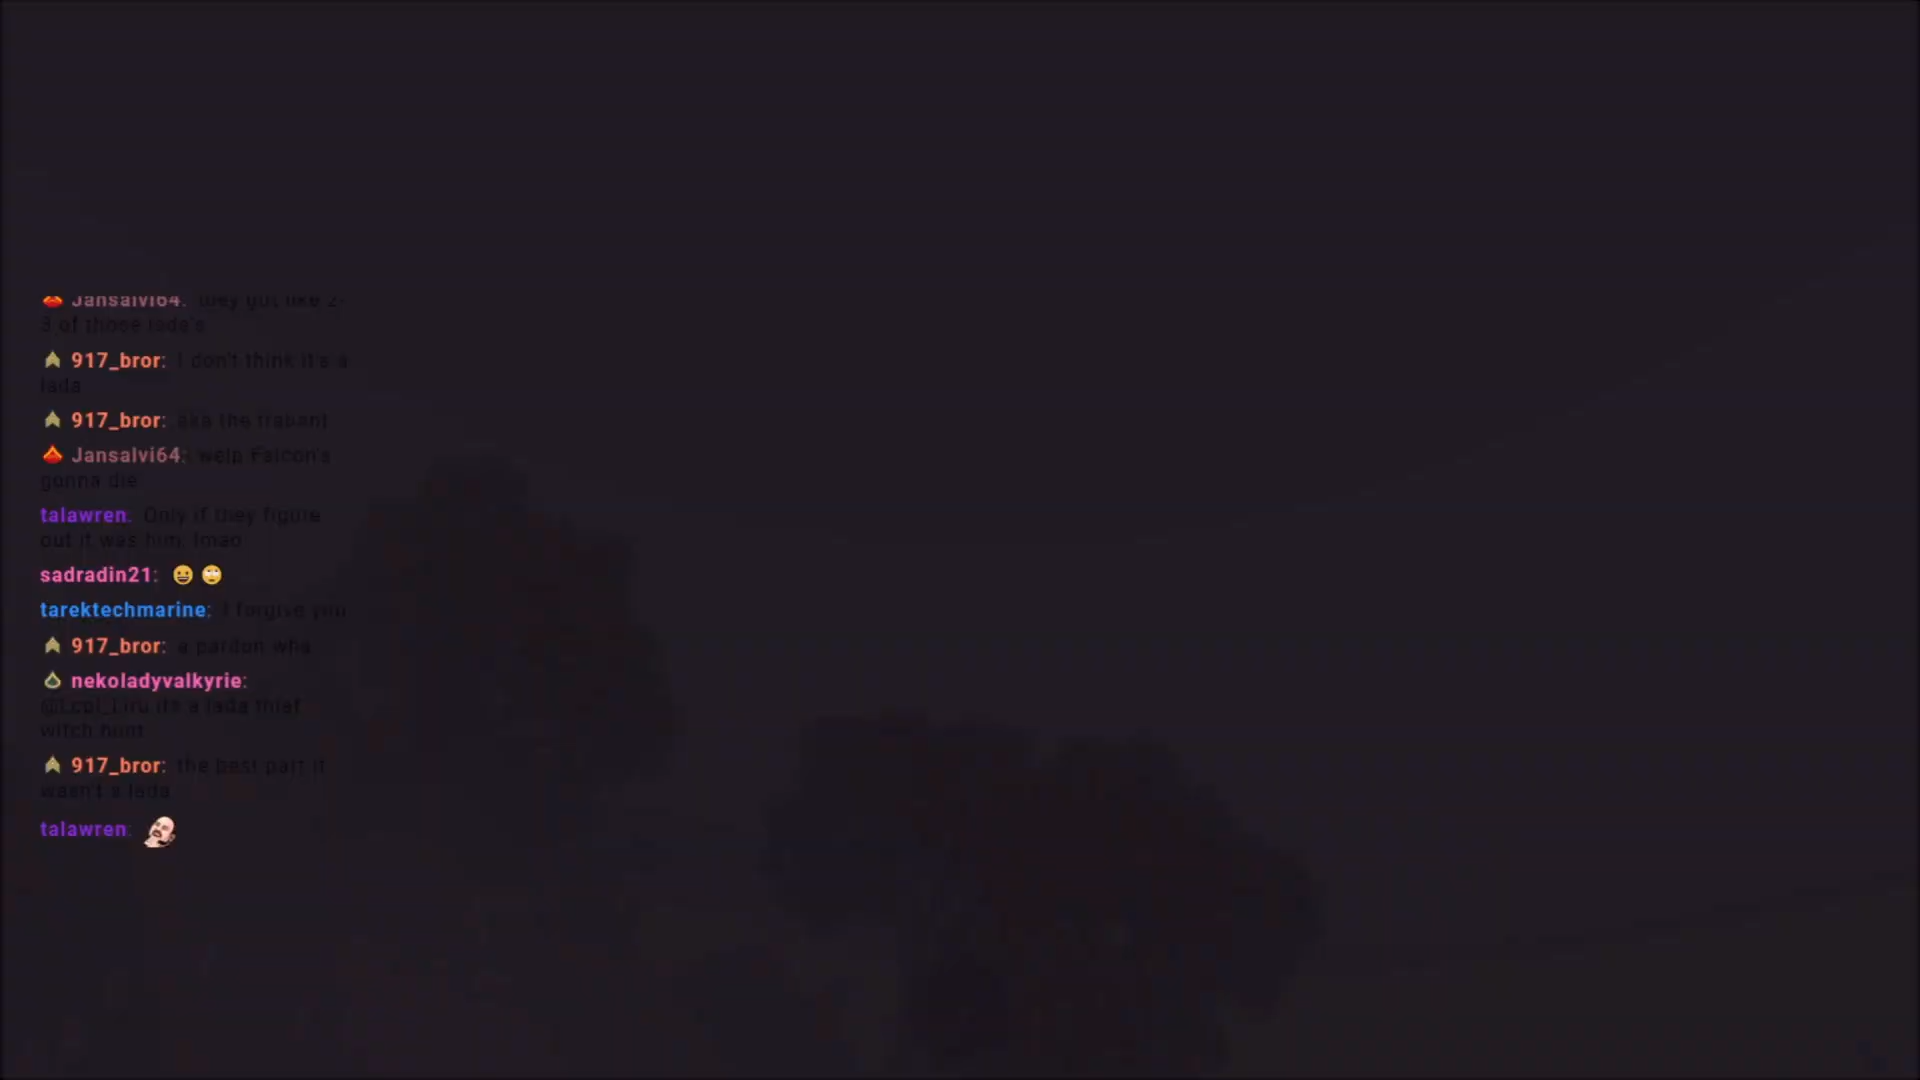 Jansalvi64: they got like 2-
3 of those lada's
917_bror: I don't think it's a
lada
917_bror: aka the trabant
Jansalvi64: welp Falcon's
gonna die
talawren: Only if they figure
out it was him, lmao
sadradin21: 😀 🙄
tarektechmarine: I forgive you
917_bror: a pardon wha
nekoladyvalkyrie:
its a lada thief
witch hunt
917_bror: the best part it
wasn't a lada
talawren: